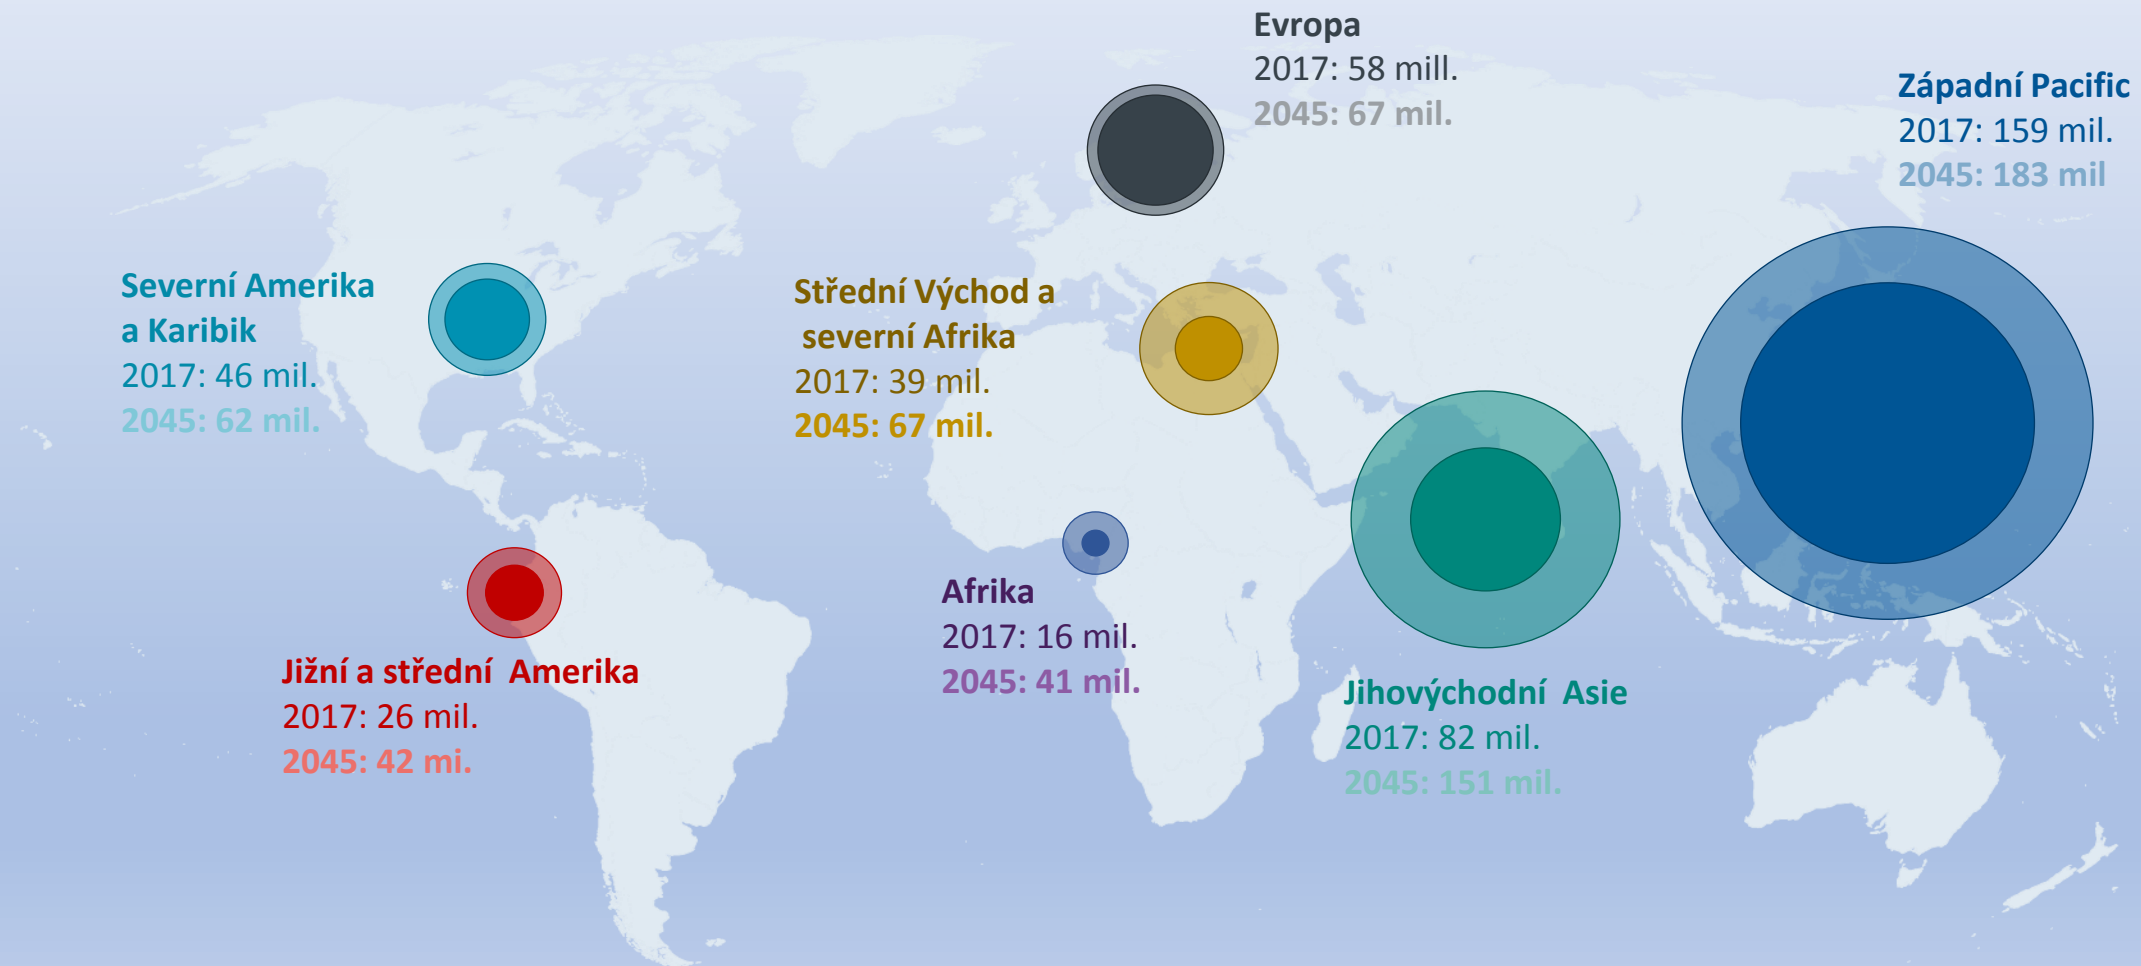 Evropa
2017: 58 mill.
2045: 67 mil.
Západní Pacific
2017: 159 mil.
2045: 183 mil
Severní Amerika
a Karibik
2017: 46 mil.
2045: 62 mil.
Střední Východ a
severní Afrika
2017: 39 mil.
2045: 67 mil.
Afrika
2017: 16 mil.
2045: 41 mil.
Jižní a střední Amerika
2017: 26 mil.
2045: 42 mi.
Jihovýchodní Asie
2017: 82 mil.
2045: 151 mil.